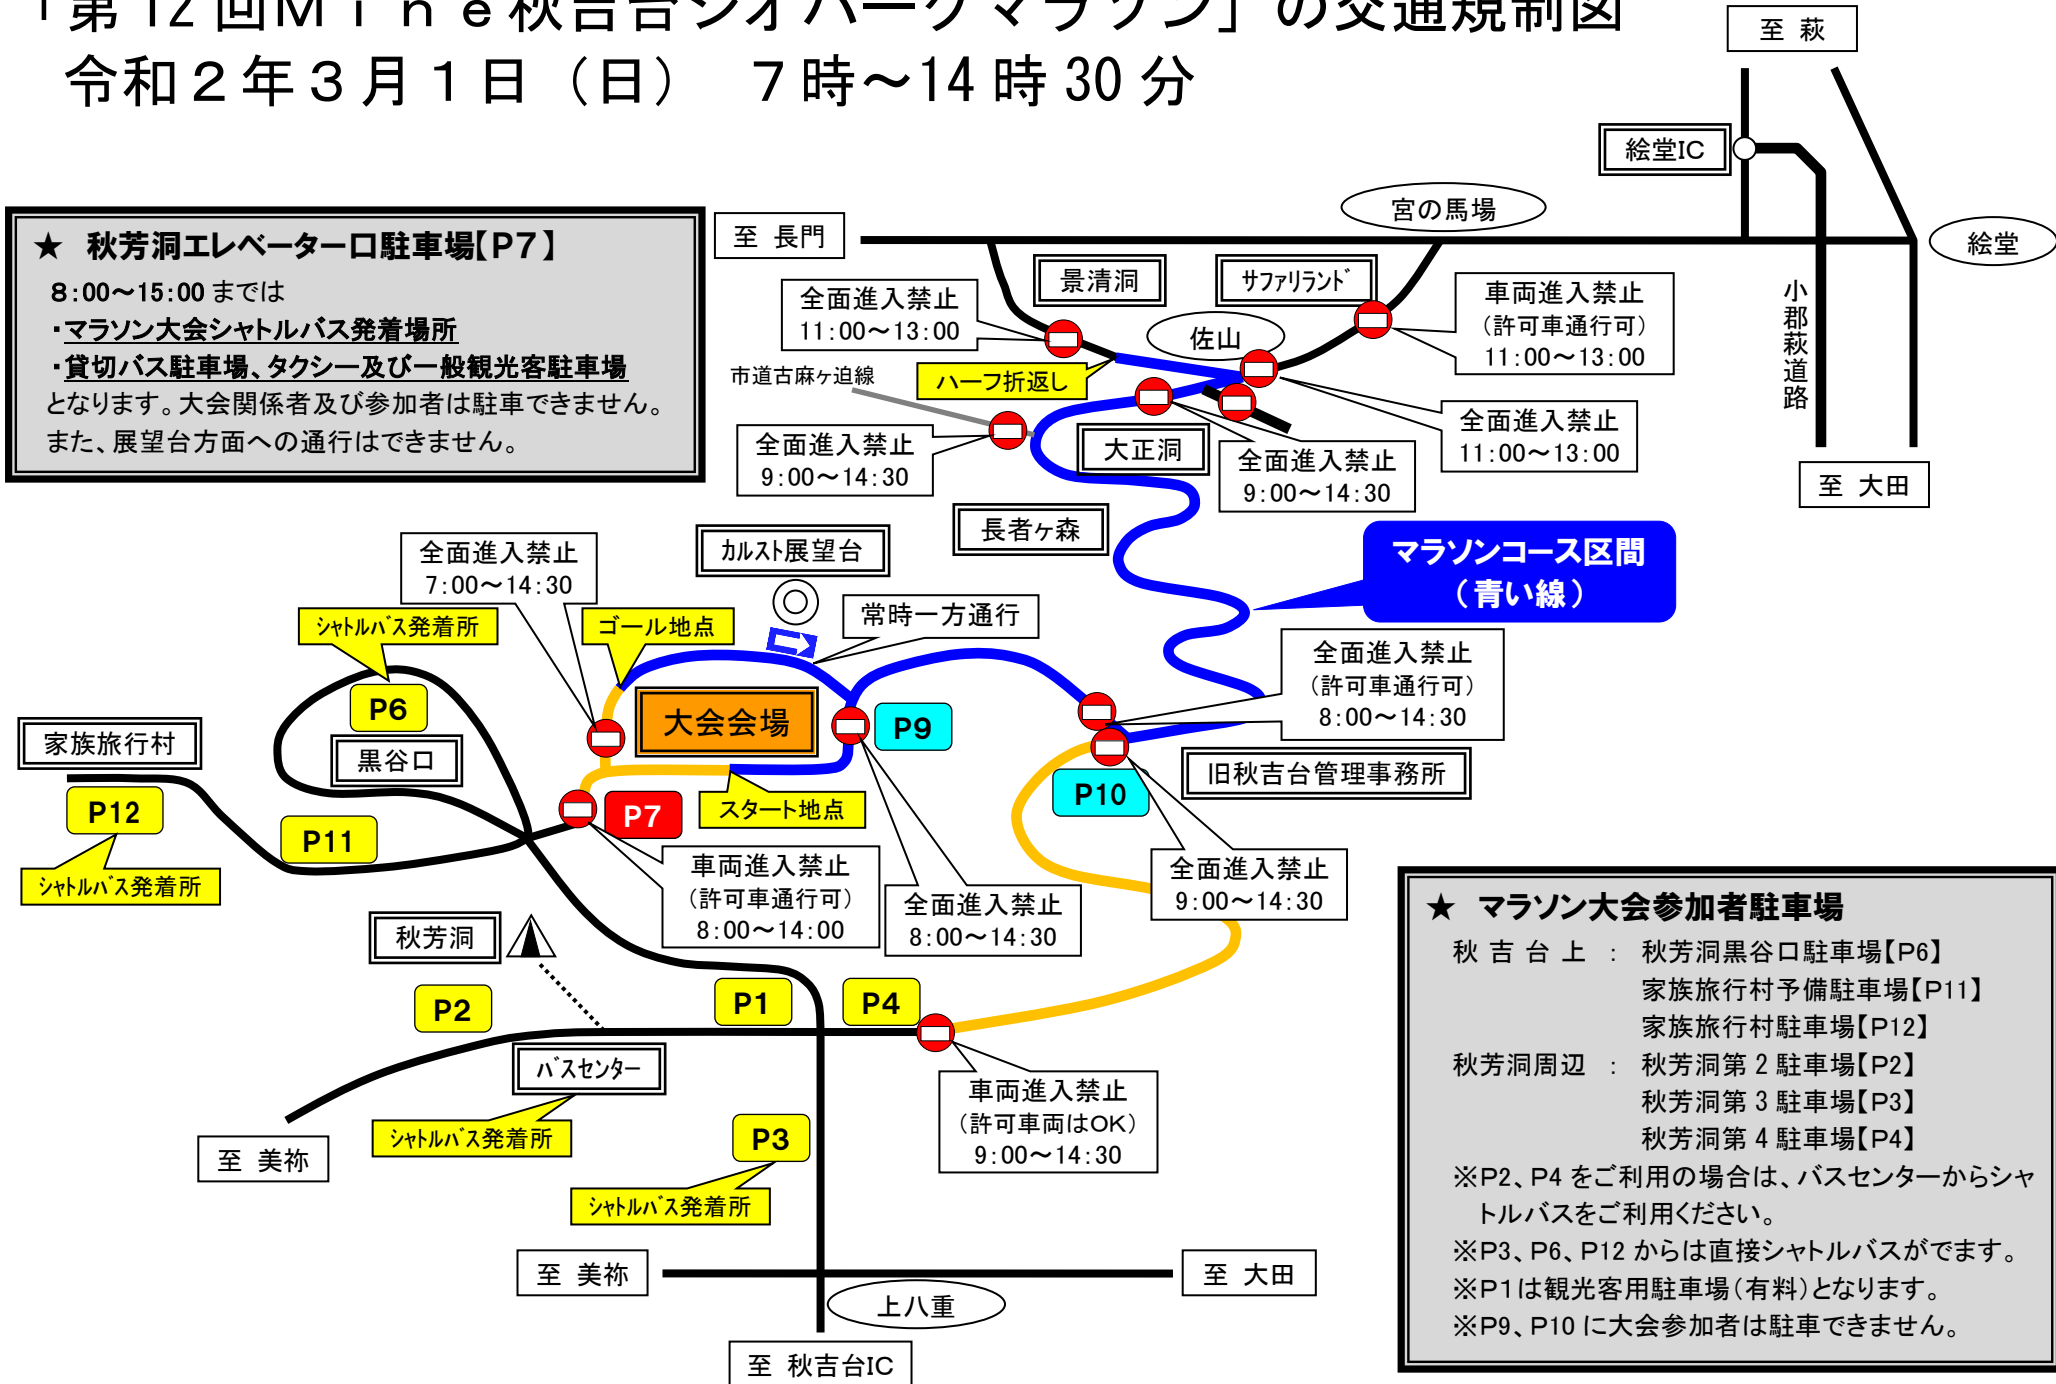 「第12回Ｍｉｎｅ秋吉台ジオパークマラソン」の交通規制図
令和２年３月１日（日）　７時～14時30分
至 萩
絵堂IC
宮の馬場
絵堂
至 長門
★ 秋芳洞エレベーター口駐車場【P7】
8：00～15：00までは
・マラソン大会シャトルバス発着場所
・貸切バス駐車場、タクシー及び一般観光客駐車場
となります。大会関係者及び参加者は駐車できません。
また、展望台方面への通行はできません。
景清洞
サファリランド
全面進入禁止
11：00～13：00
佐山
車両進入禁止
（許可車通行可）
11：00～13：00
小郡萩道路
市道古麻ヶ迫線
ハーフ折返し
全面進入禁止
11：00～13：00
全面進入禁止
9：00～14：30
大正洞
全面進入禁止
9：00～14：30
至 大田
長者ヶ森
カルスト展望台
全面進入禁止
7：00～14：30
マラソンコース区間
（青い線）
常時一方通行
シャトルバス発着所
ゴール地点
全面進入禁止
（許可車通行可）
8：00～14：30
P6
大会会場
P9
家族旅行村
黒谷口
旧秋吉台管理事務所
P12
P10
P7
スタート地点
P11
シャトルバス発着所
車両進入禁止
（許可車通行可）
8：00～14：00
全面進入禁止
8：00～14：30
全面進入禁止
9：00～14：30
秋芳洞
P2
P1
P4
バスセンター
シャトルバス発着所
車両進入禁止
（許可車両はOK）
9：00～14：30
至 美祢
P3
シャトルバス発着所
至 美祢
至 大田
上八重
至 秋吉台IC
★ マラソン大会参加者駐車場
秋 吉 台 上 ： 秋芳洞黒谷口駐車場【P6】
家族旅行村予備駐車場【P11】
家族旅行村駐車場【P12】
秋芳洞周辺 ： 秋芳洞第2駐車場【P2】
秋芳洞第3駐車場【P3】
秋芳洞第4駐車場【P4】
※P2、P4をご利用の場合は、バスセンターからシャ
トルバスをご利用ください。
※P3、P6、P12からは直接シャトルバスがでます。
※P1は観光客用駐車場（有料）となります。
※P9、P10に大会参加者は駐車できません。